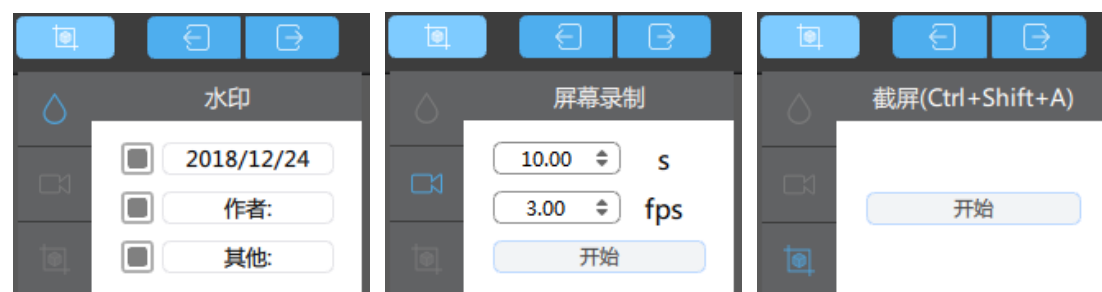 水印
2018/12/24
作者:
其他:
屏幕录制
10.00 s
3.00 fps
开始
截屏(Ctrl+Shift+A)
开始